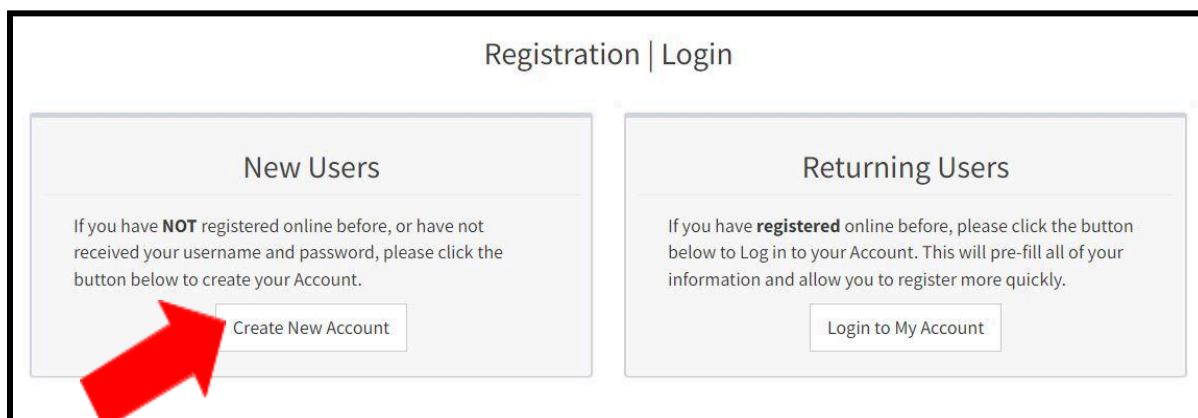 Registration | Login
New Users
If you have NOT registered online before, or have not
received your username and password, please click the
button below to create your Account.
Create New Account
Returning Users
If you have registered online before, please click the button
below to Log in to your Account. This will pre-fill all of your
information and allow you to register more quickly.
Login to My Account